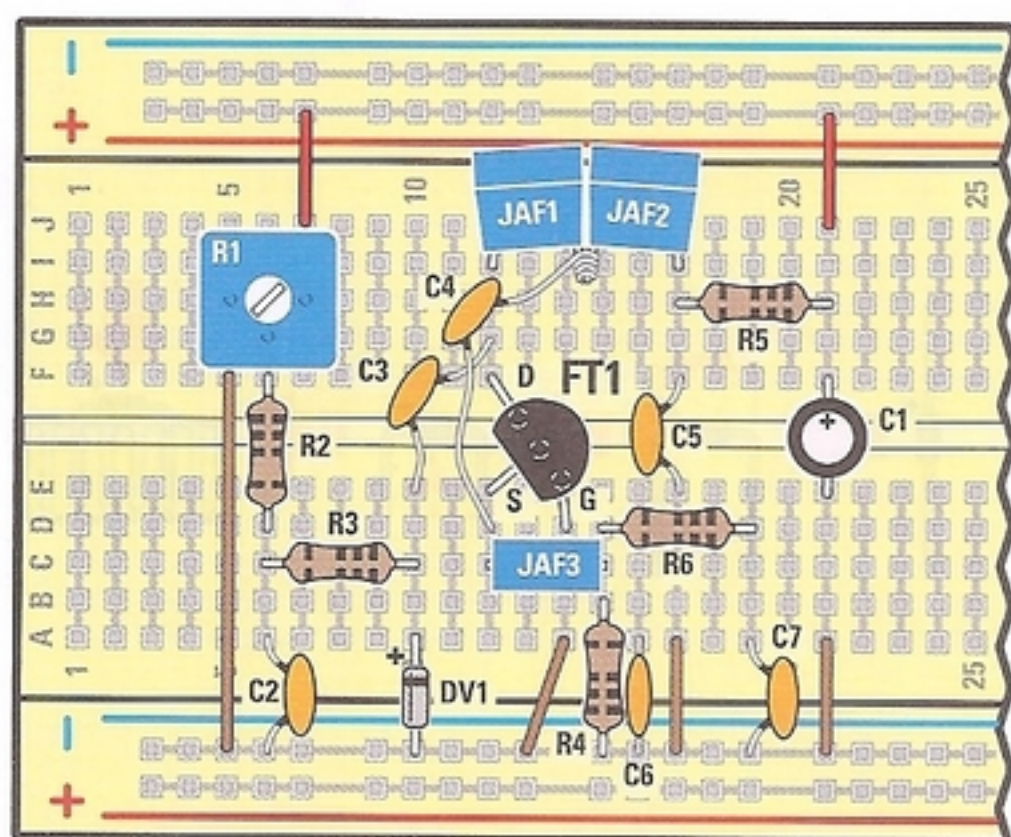 -
+
1
5
10
20
25
J
I
H
G
F
R1
JAF1
JAF2
C4
R5
C3
D
FT1
R2
C5
C1
+
S
G
E
D
C
B
A
R3
JAF3
R6
1
25
C2
+
DV1
R4
C6
C7
-
+